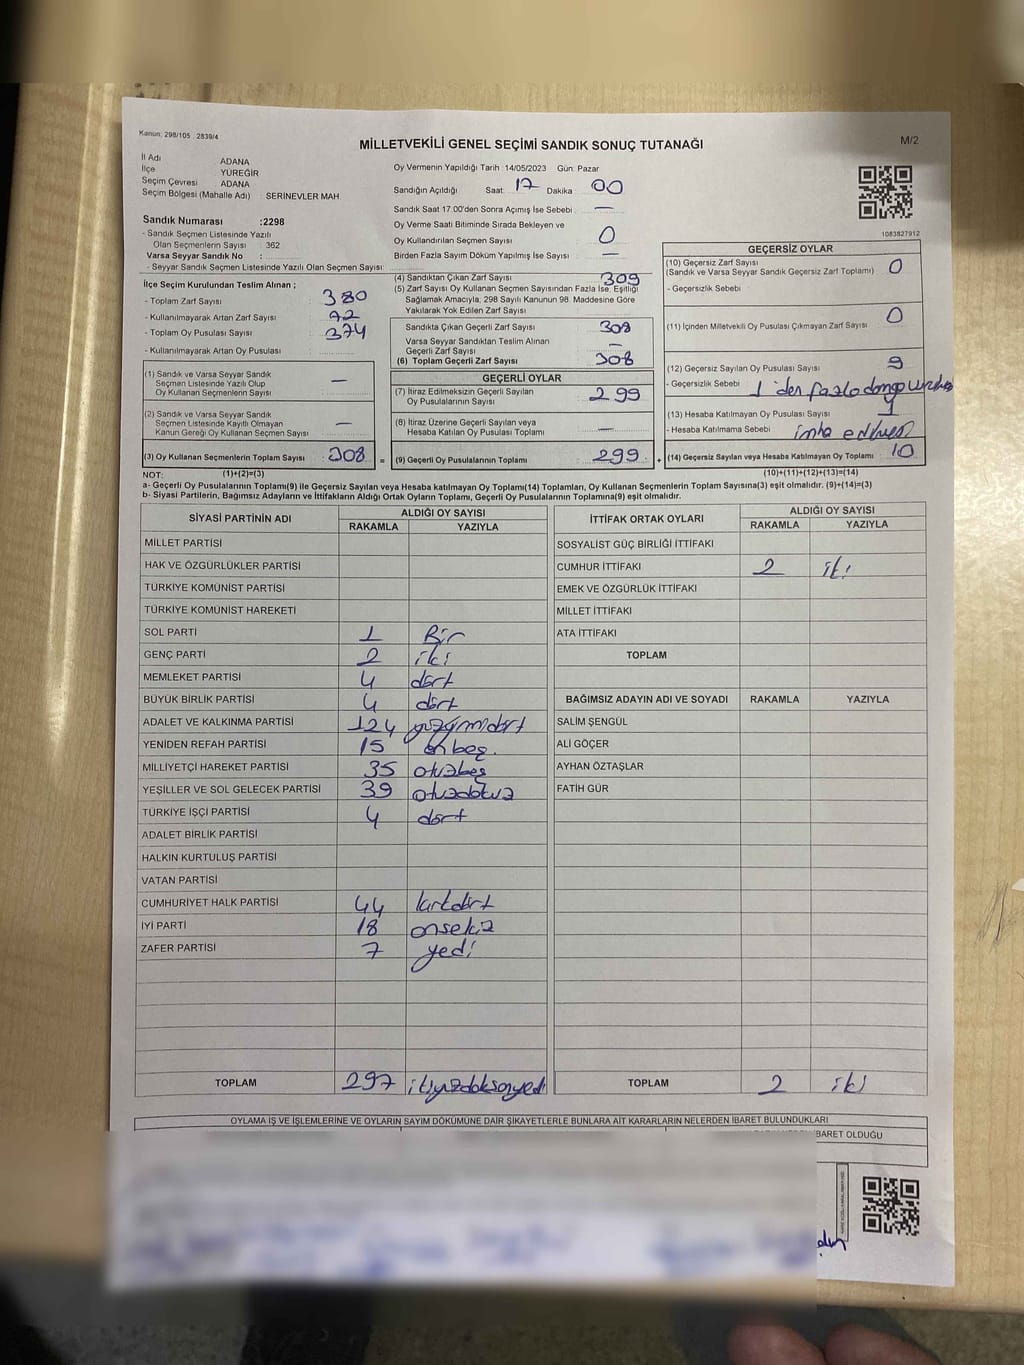 Kanun; 298/105 , 2839/4
MİLLETVEKİLİ GENEL SEÇİMİ SANDIK SONUÇ TUTANAĞI
M/2
İl Adı ADANA
İlçe YÜREĞİR
Seçim Çevresi ADANA
Seçim Bölgesi (Mahalle Adı) SERİNEVLER MAH
Sandık Numarası :2298
- Sandık Seçmen Listesinde Yazılı
Olan Seçmenlerin Sayısı : 362
Varsa Seyyar Sandık No :
- Seyyar Sandık Seçmen Listesinde Yazılı Olan Seçmen Sayısı:
İlçe Seçim Kurulundan Teslim Alınan ;
- Toplam Zarf Sayısı 380
- Kullanılmayarak Artan Zarf Sayısı
- Toplam Oy Pusulası Sayısı 374
- Kullanılmayarak Artan Oy Pusulası
(1) Sandık ve Varsa Seyyar Sandık
Seçmen Listesinde Yazılı Olup
Oy Kullanan Seçmenlerin Sayısı —
(2) Sandık ve Varsa Seyyar Sandık
Seçmen Listesinde Kayıtlı Olmayan
Kanun Gereği Oy Kullanan Seçmen Sayısı —
(3) Oy Kullanan Seçmenlerin Toplam Sayısı 308
Oy Vermenin Yapıldığı Tarih :14/05/2023 Gün: Pazar
Sandığın Açıldığı Saat: 17 Dakika 00
Sandık Saat 17:00'den Sonra Açımış İse Sebebi : —
Oy Verme Saati Bitiminde Sırada Bekleyen ve
Oy Kullandırılan Seçmen Sayısı 0
Birden Fazla Sayım Döküm Yapılmış İse Sayısı —
(4) Sandıktan Çıkan Zarf Sayısı 309
(5) Zarf Sayısı Oy Kullanan Seçmen Sayısından Fazla İse, Eşitliği
Sağlamak Amacıyla, 298 Sayılı Kanunun 98. Maddesine Göre
Yakılarak Yok Edilen Zarf Sayısı
Sandıkta Çıkan Geçerli Zarf Sayısı 308
Varsa Seyyar Sandıktan Teslim Alınan
Geçerli Zarf Sayısı —
(6) Toplam Geçerli Zarf Sayısı 308
GEÇERLİ OYLAR
(7) İtiraz Edilmeksizin Geçerli Sayılan
Oy Pusulalarının Sayısı 299
(8) İtiraz Üzerine Geçerli Sayılan veya
Hesaba Katılan Oy Pusulası Toplamı —
= (9) Geçerli Oy Pusulalarının Toplamı 299
1083827912
GEÇERSİZ OYLAR
(10) Geçersiz Zarf Sayısı
(Sandık ve Varsa Seyyar Sandık Geçersiz Zarf Toplamı) 0
- Geçersizlik Sebebi
(11) İçinden Milletvekili Oy Pusulası Çıkmayan Zarf Sayısı 0
(12) Geçersiz Sayılan Oy Pusulası Sayısı 9
- Geçersizlik Sebebi 1'den fazla
(13) Hesaba Katılmayan Oy Pusulası Sayısı 1
- Hesaba Katılmama Sebebi imha
+ (14) Geçersiz Sayılan veya Hesaba Katılmayan Oy Toplamı 10
NOT: (1)+(2)=(3) (10)+(11)+(12)+(13)=(14)
a- Geçerli Oy Pusulalarının Toplamı(9) ile Geçersiz Sayılan veya Hesaba katılmayan Oy Toplamı(14) Toplamları, Oy Kullanan Seçmenlerin Toplam Sayısına(3) eşit olmalıdır. (9)+(14)=(3)
b- Siyasi Partilerin, Bağımsız Adayların ve İttifakların Aldığı Ortak Oyların Toplamı, Geçerli Oy Pusulalarının Toplamına(9) eşit olmalıdır.
SİYASİ PARTİNİN ADI ALDIĞI OY SAYISI
RAKAMLA YAZIYLA
MİLLET PARTİSİ
HAK VE ÖZGÜRLÜKLER PARTİSİ
TÜRKİYE KOMÜNİST PARTİSİ
TÜRKİYE KOMÜNİST HAREKETİ
SOL PARTİ 1 Bir
GENÇ PARTİ 2 iki
MEMLEKET PARTİSİ 4 dört
BÜYÜK BİRLİK PARTİSİ 4 dört
ADALET VE KALKINMA PARTİSİ 124 yüzyirmidört
YENİDEN REFAH PARTİSİ 15 onbeş.
MİLLİYETÇİ HAREKET PARTİSİ 35 otuzbeş
YEŞİLLER VE SOL GELECEK PARTİSİ 39 otuzdokuz
TÜRKİYE İŞÇİ PARTİSİ 4 dört
ADALET BİRLİK PARTİSİ
HALKIN KURTULUŞ PARTİSİ
VATAN PARTİSİ
CUMHURİYET HALK PARTİSİ 44 kırkdört
İYİ PARTİ 18 onsekiz
ZAFER PARTİSİ 7 yedi
TOPLAM 297 ikiyüzdoksanyedi
İTTİFAK ORTAK OYLARI ALDIĞI OY SAYISI
RAKAMLA YAZIYLA
SOSYALİST GÜÇ BİRLİĞİ İTTİFAKI
CUMHUR İTTİFAKI 2 iki
EMEK VE ÖZGÜRLÜK İTTİFAKI
MİLLET İTTİFAKI
ATA İTTİFAKI
TOPLAM
BAĞIMSIZ ADAYIN ADI VE SOYADI RAKAMLA YAZIYLA
SALİM ŞENGÜL
ALİ GÖÇER
AYHAN ÖZTAŞLAR
FATİH GÜR
TOPLAM 2 iki
OYLAMA İŞ VE İŞLEMLERİNE VE OYLARIN SAYIM DÖKÜMÜNE DAİR ŞİKAYETLERLE BUNLARA AİT KARARLARIN NELERDEN İBARET BULUNDUKLARI
İBARET OLDUĞU